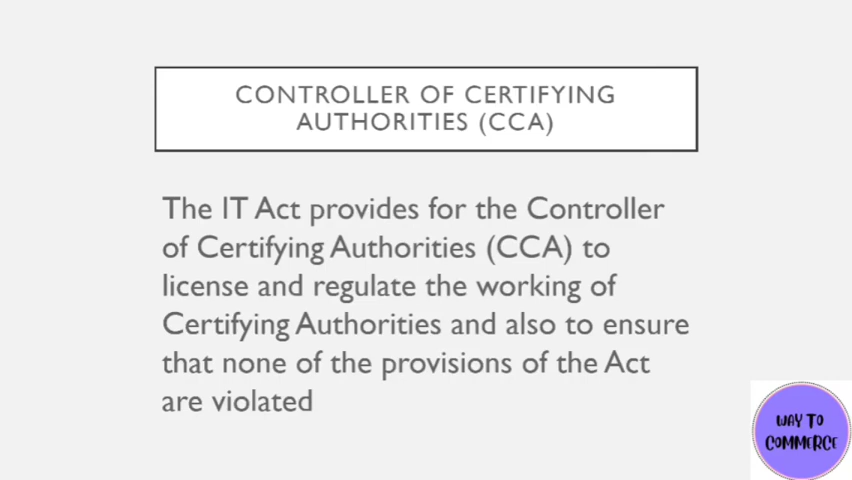 CONTROLLER OF CERTIFYING
AUTHORITIES (CCA)
The IT Act provides for the Controller
of Certifying Authorities (CCA) to
license and regulate the working of
Certifying Authorities and also to ensure
that none of the provisions of the Act
are violated
WAY TO
COMMERCE